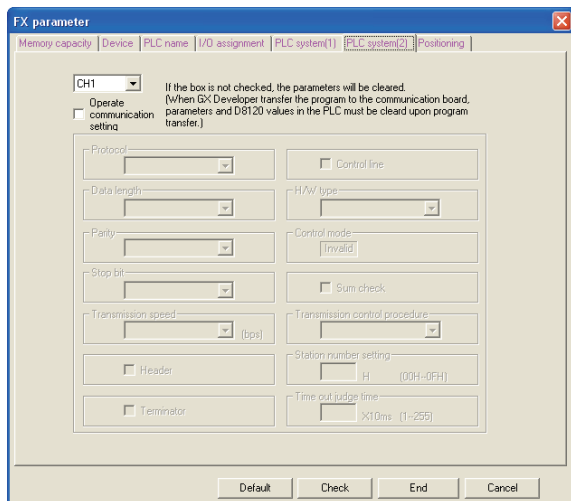 FX parameter
Memory capacity Device PLC name I/O assignment PLC system(1) PLC system(2) Positioning
CH1
If the box is not checked, the parameters will be cleared.
(When GX Developer transfer the program to the communication board,
parameters and D8120 values in the PLC must be cleard upon program
transfer.)
Operate
communication
setting
Protocol
Control line
Data length
H/W type
Parity
Control mode
Invalid
Stop bit
Sum check
Transmission speed
(bps)
Transmission control procedure
Header
Station number setting
H (00H--0FH)
Terminator
Time out judge time
X10ms (1--255)
Default Check End Cancel